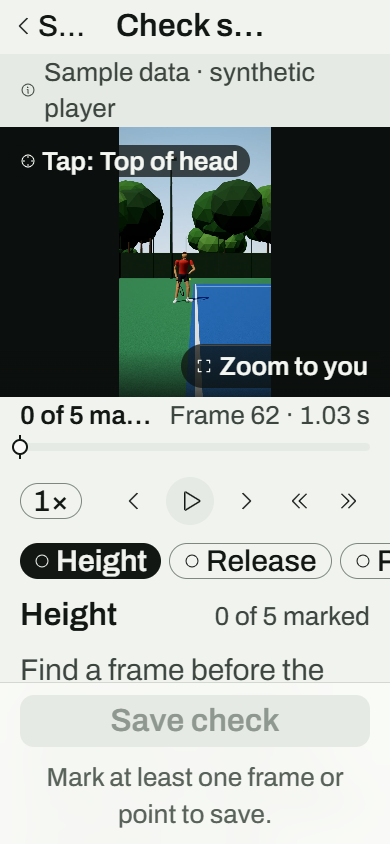 S... Check s...
Sample data · synthetic
player
Tap: Top of head
Zoom to you
0 of 5 ma... Frame 62 · 1.03 s
1×
Height Release
Height 0 of 5 marked
Find a frame before the
Save check
Mark at least one frame or
point to save.